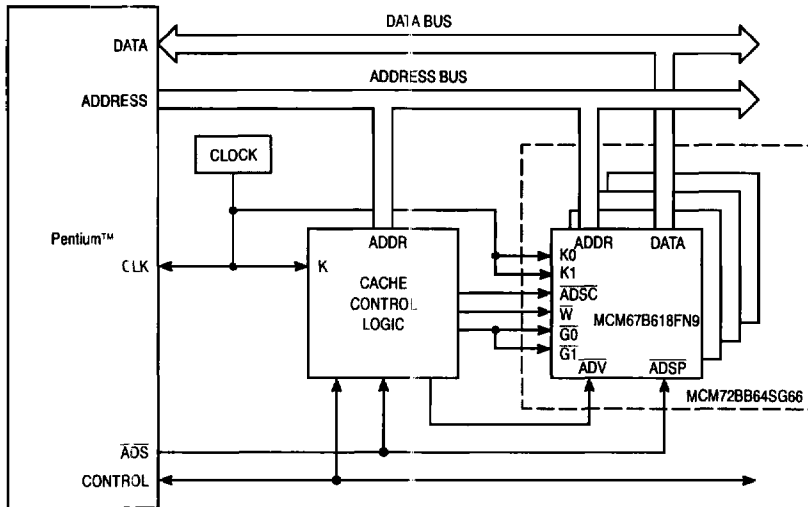 DATA BUS
DATA
ADDRESS BUS
ADDRESS
CLOCK
Pentium™
CLK
K
ADDR
CACHE
CONTROL
LOGIC
ADDR DATA
K0
K1
ADSC
W
G0
G1
MCM67B618FN9
ADV
ADSP
MCM72BB64SG66
ADS
CONTROL